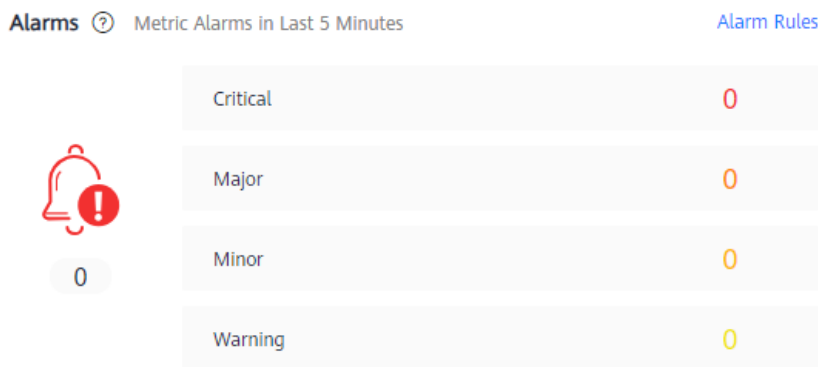 Alarms ? Metric Alarms in Last 5 Minutes Alarm Rules
Critical 0
Major 0
! 
Minor 0
0
Warning 0